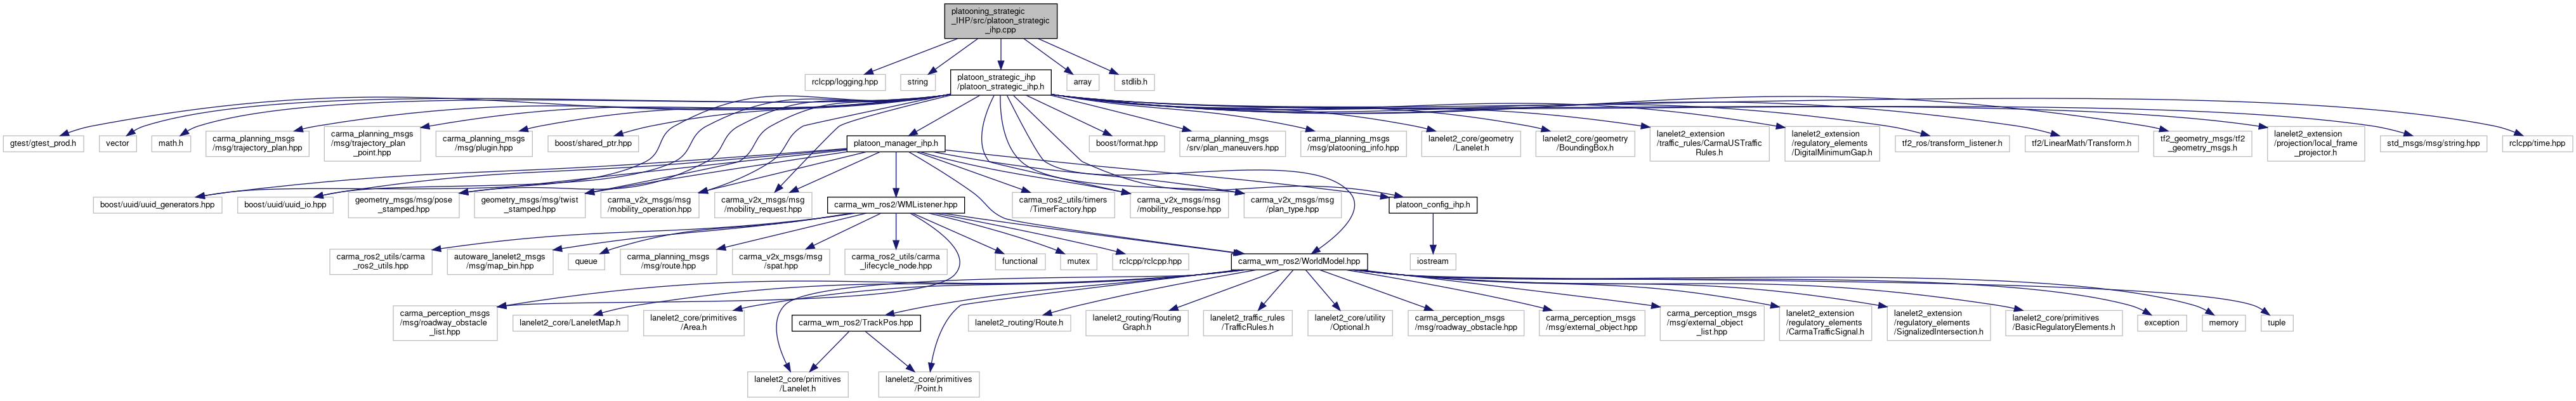 platooning_strategic
_IHP/src/platoon_strategic
_ihp.cpp
rclcpp/logging.hpp
string
platoon_strategic_ihp
/platoon_strategic_ihp.h
array
stdlib.h
gtest/gtest_prod.h
vector
math.h
carma_planning_msgs
/msg/trajectory_plan.hpp
carma_planning_msgs
/msg/trajectory_plan
_point.hpp
carma_planning_msgs
/msg/plugin.hpp
boost/shared_ptr.hpp
platoon_manager_ihp.h
boost/format.hpp
carma_planning_msgs
/srv/plan_maneuvers.hpp
carma_planning_msgs
/msg/platooning_info.hpp
lanelet2_core/geometry
/Lanelet.h
lanelet2_core/geometry
/BoundingBox.h
lanelet2_extension
/traffic_rules/CarmaUSTraffic
Rules.h
lanelet2_extension
/regulatory_elements
/DigitalMinimumGap.h
tf2_ros/transform_listener.h
tf2/LinearMath/Transform.h
tf2_geometry_msgs/tf2
_geometry_msgs.h
lanelet2_extension
/projection/local_frame
_projector.h
std_msgs/msg/string.hpp
rclcpp/time.hpp
boost/uuid/uuid_generators.hpp
boost/uuid/uuid_io.hpp
geometry_msgs/msg/pose
_stamped.hpp
geometry_msgs/msg/twist
_stamped.hpp
carma_v2x_msgs/msg
/mobility_operation.hpp
carma_v2x_msgs/msg
/mobility_request.hpp
carma_wm_ros2/WMListener.hpp
carma_ros2_utils/timers
/TimerFactory.hpp
carma_v2x_msgs/msg
/mobility_response.hpp
carma_v2x_msgs/msg
/plan_type.hpp
platoon_config_ihp.h
carma_ros2_utils/carma
_ros2_utils.hpp
autoware_lanelet2_msgs
/msg/map_bin.hpp
queue
carma_planning_msgs
/msg/route.hpp
carma_v2x_msgs/msg
/spat.hpp
carma_ros2_utils/carma
_lifecycle_node.hpp
functional
mutex
rclcpp/rclcpp.hpp
carma_wm_ros2/WorldModel.hpp
iostream
carma_perception_msgs
/msg/roadway_obstacle
_list.hpp
lanelet2_core/LaneletMap.h
lanelet2_core/primitives
/Area.h
carma_wm_ros2/TrackPos.hpp
lanelet2_routing/Route.h
lanelet2_routing/Routing
Graph.h
lanelet2_traffic_rules
/TrafficRules.h
lanelet2_core/utility
/Optional.h
carma_perception_msgs
/msg/roadway_obstacle.hpp
carma_perception_msgs
/msg/external_object.hpp
carma_perception_msgs
/msg/external_object
_list.hpp
lanelet2_extension
/regulatory_elements
/CarmaTrafficSignal.h
lanelet2_extension
/regulatory_elements
/SignalizedIntersection.h
lanelet2_core/primitives
/BasicRegulatoryElements.h
exception
memory
tuple
lanelet2_core/primitives
/Lanelet.h
lanelet2_core/primitives
/Point.h